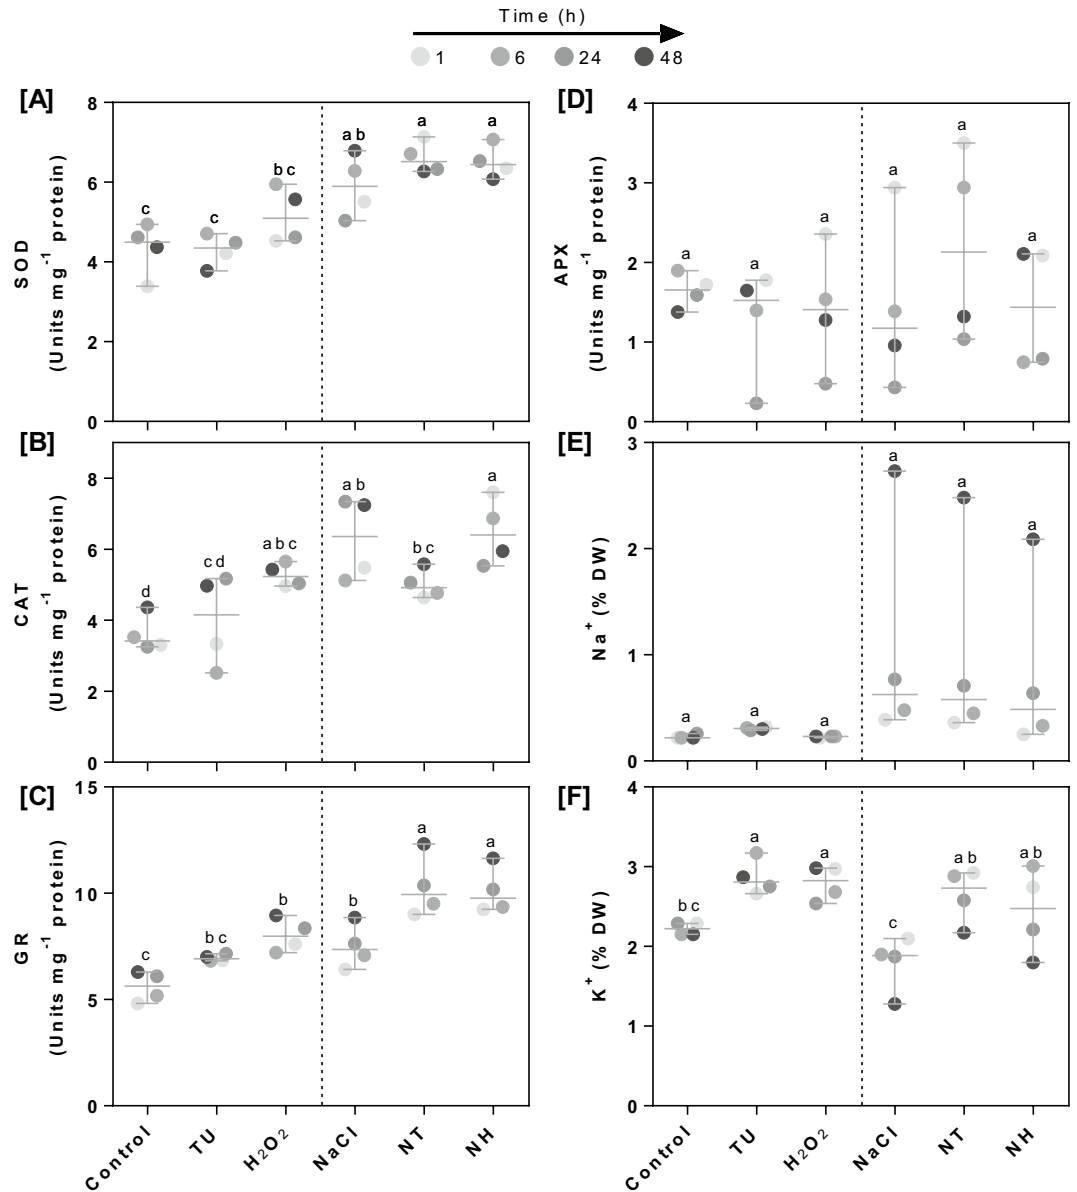 Time (h)
1 6 24 48
[A]
SOD
(Units mg⁻¹ protein)
8
6
4
2
0
c c bc ab a a
[B]
CAT
(Units mg⁻¹ protein)
8
6
4
2
0
d cd abc ab bc a
[C]
GR
(Units mg⁻¹ protein)
15
10
5
0
c bc b b a a
Control TU H₂O₂ NaCl NT NH
[D]
APX
(Units mg⁻¹ protein)
4
3
2
1
0
a a a a a a
[E]
Na⁺ (% DW)
3
2
1
0
a a a a a a
[F]
K⁺ (% DW)
4
3
2
1
0
bc a a c ab ab
Control TU H₂O₂ NaCl NT NH